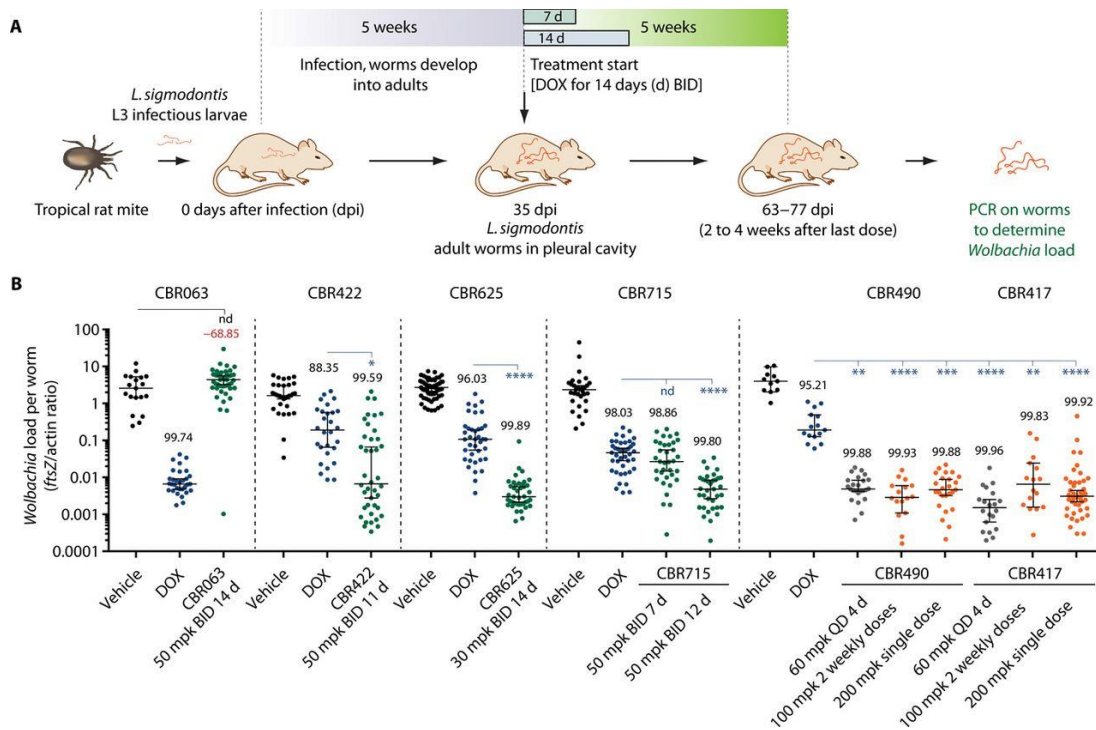 A
5 weeks
7 d
14 d
5 weeks
Infection, worms develop
into adults
Treatment start
[DOX for 14 days (d) BID]
L. sigmodontis
L3 infectious larvae
Tropical rat mite
0 days after infection (dpi)
35 dpi
L. sigmodontis
adult worms in pleural cavity
63–77 dpi
(2 to 4 weeks after last dose)
PCR on worms
to determine
Wolbachia load
B
CBR063
CBR422
CBR625
CBR715
CBR490
CBR417
Wolbachia load per worm
(ftsZ/actin ratio)
100
10
1
0.1
0.01
0.001
0.0001
nd
−68.85
99.74
88.35
*
99.59
96.03
****
99.89
98.03
nd
98.86
****
99.80
95.21
**
****
***
****
**
****
99.88
99.93
99.88
99.96
99.83
99.92
Vehicle
DOX
CBR063
50 mpk BID 14 d
Vehicle
DOX
CBR422
50 mpk BID 11 d
Vehicle
DOX
CBR625
30 mpk BID 14 d
Vehicle
DOX
CBR715
50 mpk BID 7 d
50 mpk BID 12 d
Vehicle
DOX
CBR490
60 mpk QD 4 d
100 mpk 2 weekly doses
200 mpk single dose
CBR417
60 mpk QD 4 d
100 mpk 2 weekly doses
200 mpk single dose